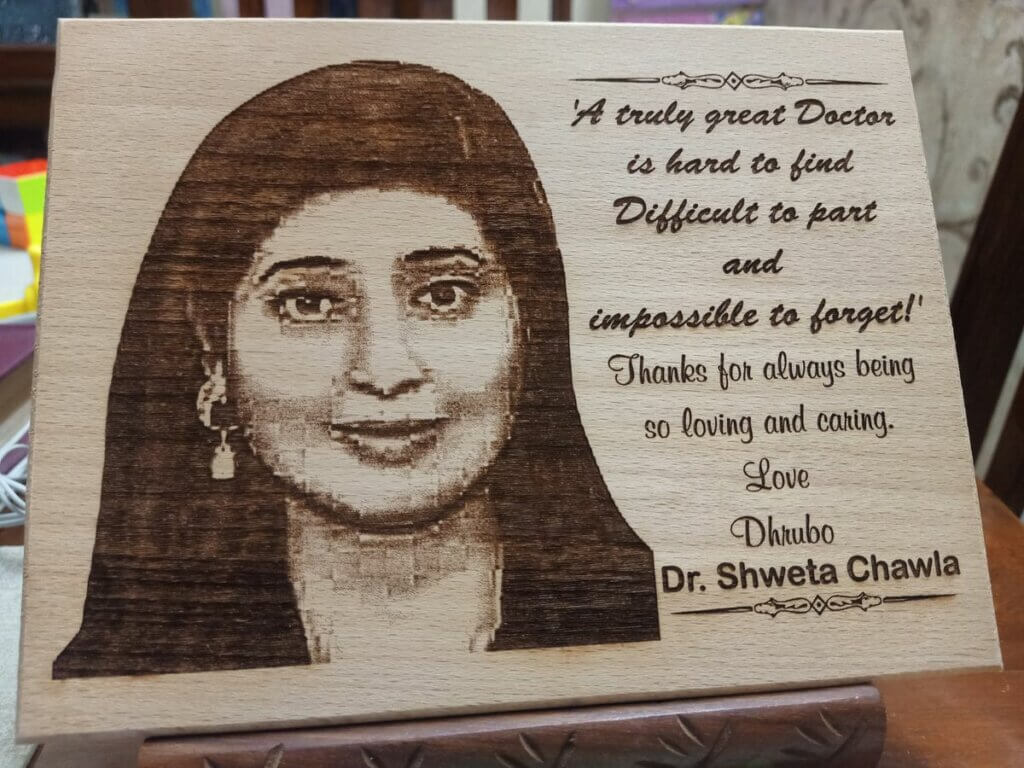 'A truly great Doctor
is hard to find
Difficult to part
and
impossible to forget!'
Thanks for always being
so loving and caring.
Love
Dhrubo
Dr. Shweta Chawla